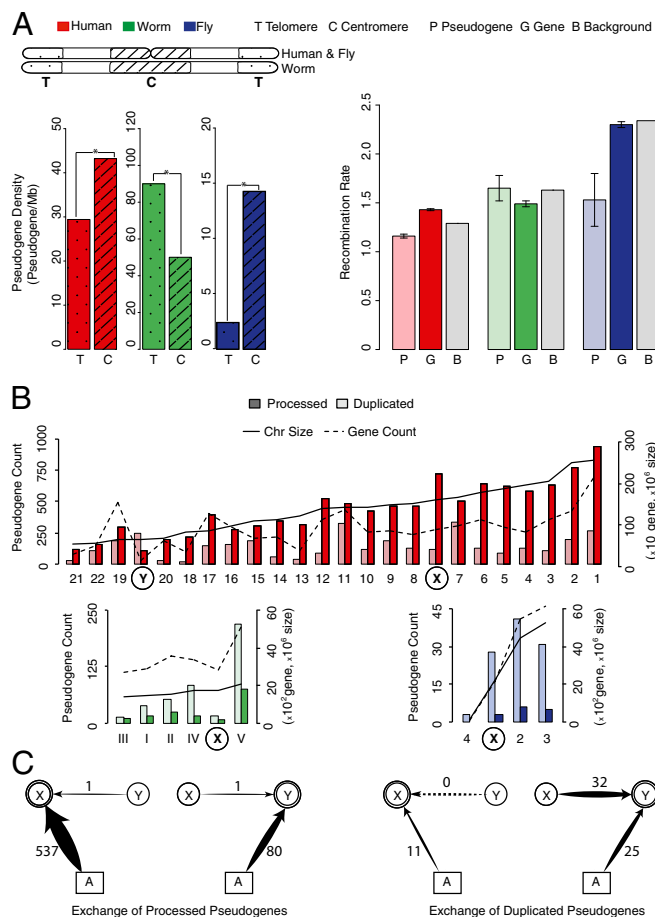 A
Human Worm Fly T Telomere C Centromere P Pseudogene G Gene B Background
Human & Fly
Worm
T C T
Pseudogene Density
(Pseudogene/Mb)
0 10 20 30 40 50
* T C
0 20 40 60 80 100 120
* T C
0 5 15 20
* T C
Recombination Rate
0.0 0.5 1.0 1.5 2.0 2.5
P G B P G B P G B
B
Processed Duplicated
Chr Size Gene Count
Pseudogene Count
0 250 500 750 1000
0 100 200 300
(x10 gene, x10⁶ size)
21 22 19 Y 20 18 17 16 15 14 13 12 11 10 9 8 X 7 6 5 4 3 2 1
Pseudogene Count
0 125 250
0 20 40 60
(x10² gene, x10⁶ size)
III I II IV X V
Pseudogene Count
0 15 30 45
0 20 40 60
(x10² gene, x10⁶ size)
4 X 2 3
C
X 1 Y X 1 Y
537 80
A A
Exchange of Processed Pseudogenes
X 0 Y X 32 Y
11 25
A A
Exchange of Duplicated Pseudogenes